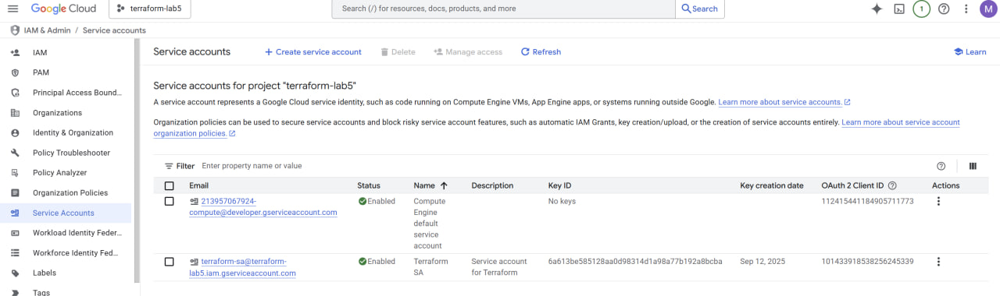 Google Cloud
terraform-lab5
Search (/) for resources, docs, products, and more
Search
1
M
IAM & Admin / Service accounts
IAM
PAM
Principal Access Bound...
Organizations
Identity & Organization
Policy Troubleshooter
Policy Analyzer
Organization Policies
Service Accounts
Workload Identity Feder...
Workforce Identity Fed...
Labels
Tags
Service accounts
+ Create service account
Delete
Manage access
Refresh
Learn
Service accounts for project "terraform-lab5"
A service account represents a Google Cloud service identity, such as code running on Compute Engine VMs, App Engine apps, or systems running outside Google. Learn more about service accounts.
Organization policies can be used to secure service accounts and block risky service account features, such as automatic IAM Grants, key creation/upload, or the creation of service accounts entirely. Learn more about service account
organization policies.
Filter Enter property name or value
Email Status Name Description Key ID Key creation date OAuth 2 Client ID Actions
213957067924-
compute@developer.gserviceaccount.com
Enabled
Compute
Engine
default
service
account
No keys
112415441184905711773
terraform-sa@terraform-
lab5.iam.gserviceaccount.com
Enabled
Terraform
SA
Service account
for Terraform
6a613be585128aa0d98314d1a98a77b192a8bcba
Sep 12, 2025
101433918538256245339